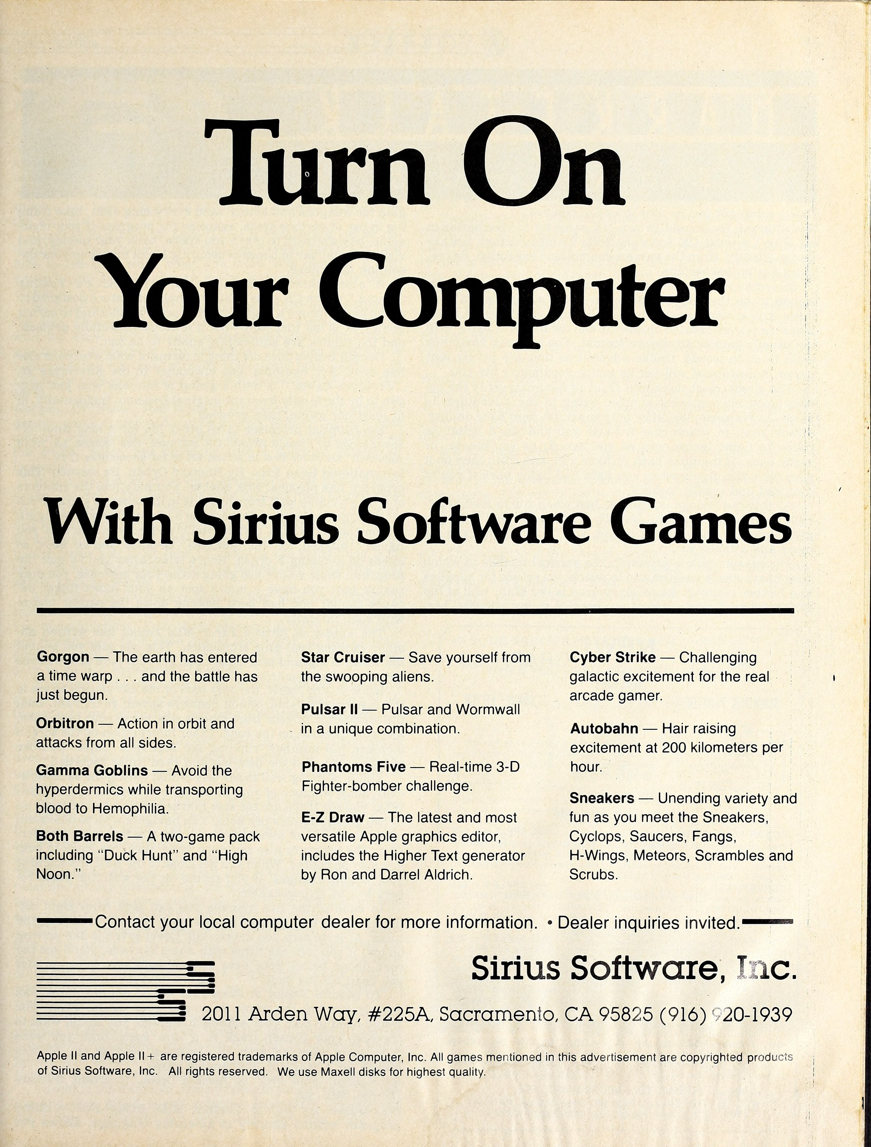 Turn On
Your Computer
With Sirius Software Games
Gorgon — The earth has entered
a time warp . . . and the battle has
just begun.
Orbitron — Action in orbit and
attacks from all sides.
Gamma Goblins — Avoid the
hyperdermics while transporting
blood to Hemophilia.
Both Barrels — A two-game pack
including "Duck Hunt" and "High
Noon."
Star Cruiser — Save yourself from
the swooping aliens.
Pulsar II — Pulsar and Wormwall
in a unique combination.
Phantoms Five — Real-time 3-D
Fighter-bomber challenge.
E-Z Draw — The latest and most
versatile Apple graphics editor,
includes the Higher Text generator
by Ron and Darrel Aldrich.
Cyber Strike — Challenging
galactic excitement for the real
arcade gamer.
Autobahn — Hair raising
excitement at 200 kilometers per
hour.
Sneakers — Unending variety and
fun as you meet the Sneakers,
Cyclops, Saucers, Fangs,
H-Wings, Meteors, Scrambles and
Scrubs.
Contact your local computer dealer for more information. • Dealer inquiries invited.
Sirius Software, Inc.
2011 Arden Way, #225A, Sacramento, CA 95825 (916) 920-1939
Apple II and Apple II+ are registered trademarks of Apple Computer, Inc. All games mentioned in this advertisement are copyrighted products
of Sirius Software, Inc. All rights reserved. We use Maxell disks for highest quality.